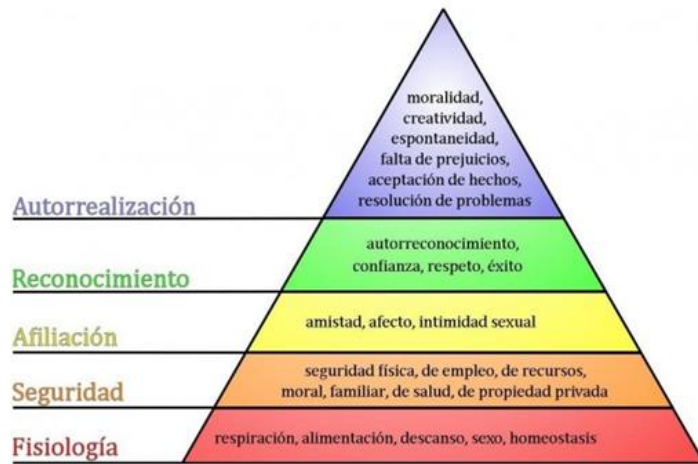 moralidad,
creatividad,
espontaneidad,
falta de prejuicios,
aceptación de hechos,
resolución de problemas
Autorrealización
autorreconocimiento,
confianza, respeto, éxito
Reconocimiento
amistad, afecto, intimidad sexual
Afiliación
seguridad física, de empleo, de recursos,
moral, familiar, de salud, de propiedad privada
Seguridad
respiración, alimentación, descanso, sexo, homeostasis
Fisiología